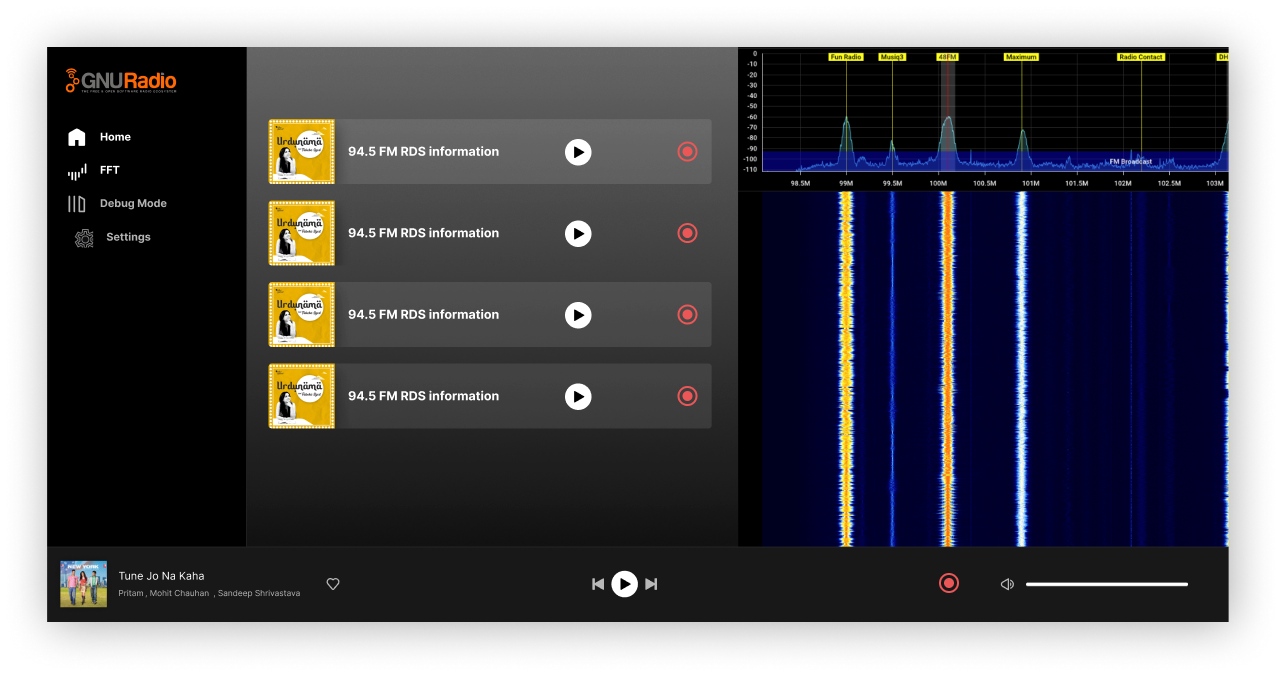 GNURadio
THE FREE & OPEN SOFTWARE RADIO ECOSYSTEM
Home
FFT
Debug Mode
Settings
Urdunāmā
94.5 FM RDS information
Urdunāmā
94.5 FM RDS information
Urdunāmā
94.5 FM RDS information
Urdunāmā
94.5 FM RDS information
Fun Radio Musiq3 48FM Maximum Radio Contact DH
0
-10
-20
-30
-40
-50
-60
-70
-80
-90
-100
-110
FM Broadcast
98.5M 99M 99.5M 100M 100.5M 101M 101.5M 102M 102.5M 103M
NEW YORK
Tune Jo Na Kaha
Pritam , Mohit Chauhan , Sandeep Shrivastava